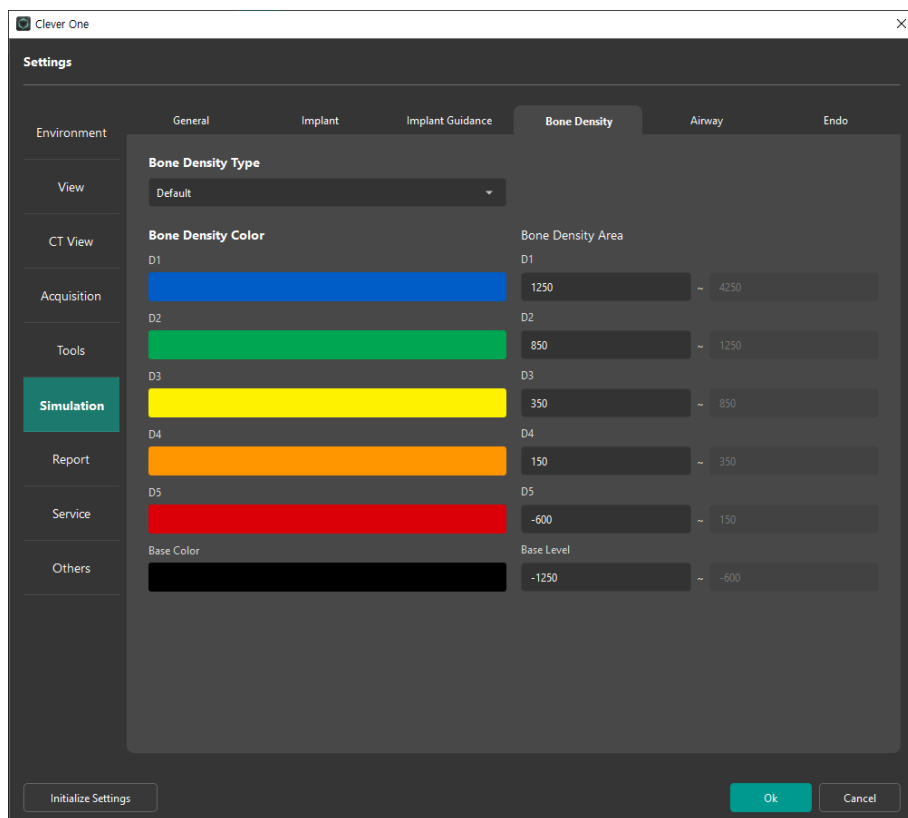 Clever One
Settings
Environment
View
CT View
Acquisition
Tools
Simulation
Report
Service
Others
General Implant Implant Guidance Bone Density Airway Endo
Bone Density Type
Default
Bone Density Color Bone Density Area
D1 D1
1250 ~ 4250
D2 D2
850 ~ 1250
D3 D3
350 ~ 850
D4 D4
150 ~ 350
D5 D5
-600 ~ 150
Base Color Base Level
-1250 ~ -600
Initialize Settings Ok Cancel